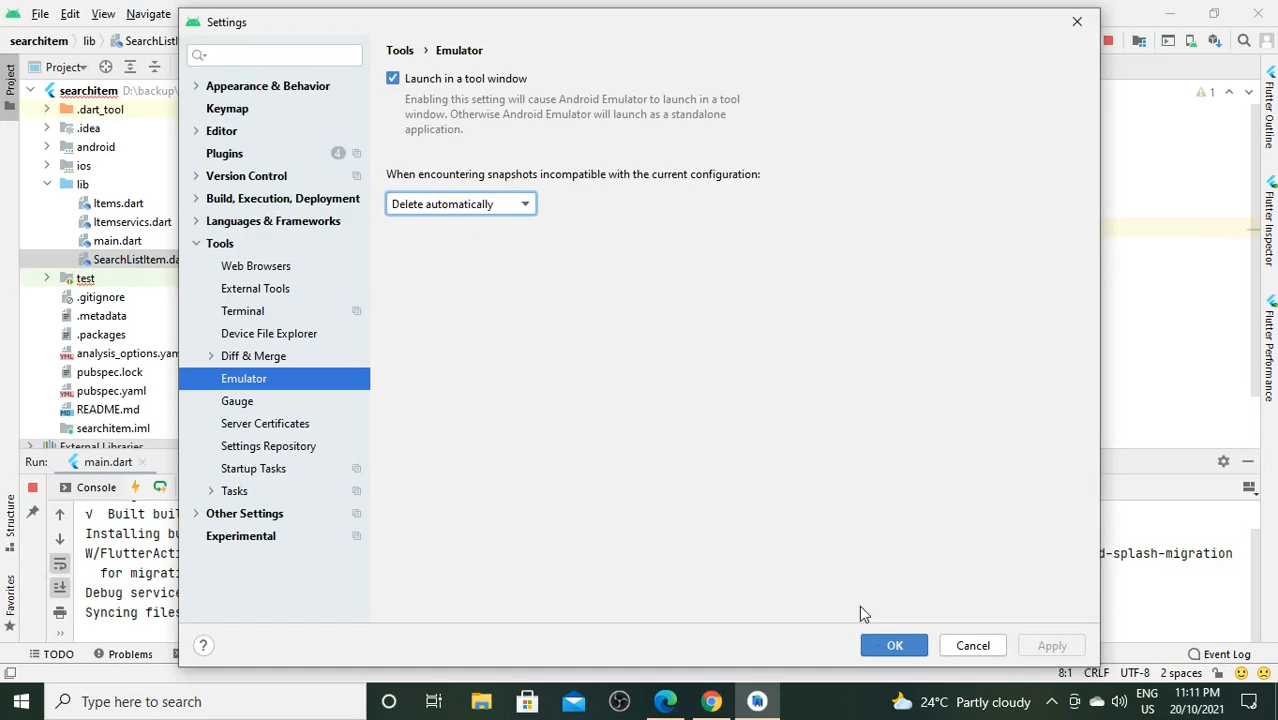 File Edit View Navigate
Settings
searchitem lib SearchListI
Project
searchitem D:\backup\
.dart_tool
.idea
android
ios
lib
Items.dart
Itemservics.dart
main.dart
SearchListItem.da
test
.gitignore
.metadata
.packages
analysis_options.yam
pubspec.lock
pubspec.yaml
README.md
searchitem.iml
External Libraries
Project
Structure
Favorites
Appearance & Behavior
Keymap
Editor
Plugins 4
Version Control
Build, Execution, Deployment
Languages & Frameworks
Tools
Web Browsers
External Tools
Terminal
Device File Explorer
Diff & Merge
Emulator
Gauge
Server Certificates
Settings Repository
Startup Tasks
Tasks
Other Settings
Experimental
?
Tools › Emulator
Launch in a tool window
Enabling this setting will cause Android Emulator to launch in a tool
window. Otherwise Android Emulator will launch as a standalone
application.
When encountering snapshots incompatible with the current configuration:
Delete automatically
OK Cancel Apply
1
Flutter Outline
Flutter Inspector
Flutter Performance
Run: main.dart
Console
√ Built buil
Installing bu
W/FlutterActi d-splash-migration
for migrat
Debug service
Syncing files
TODO Problems Event Log
8:1 CRLF UTF-8 2 spaces
Type here to search
24°C Partly cloudy
ENG
US
11:11 PM
20/10/2021